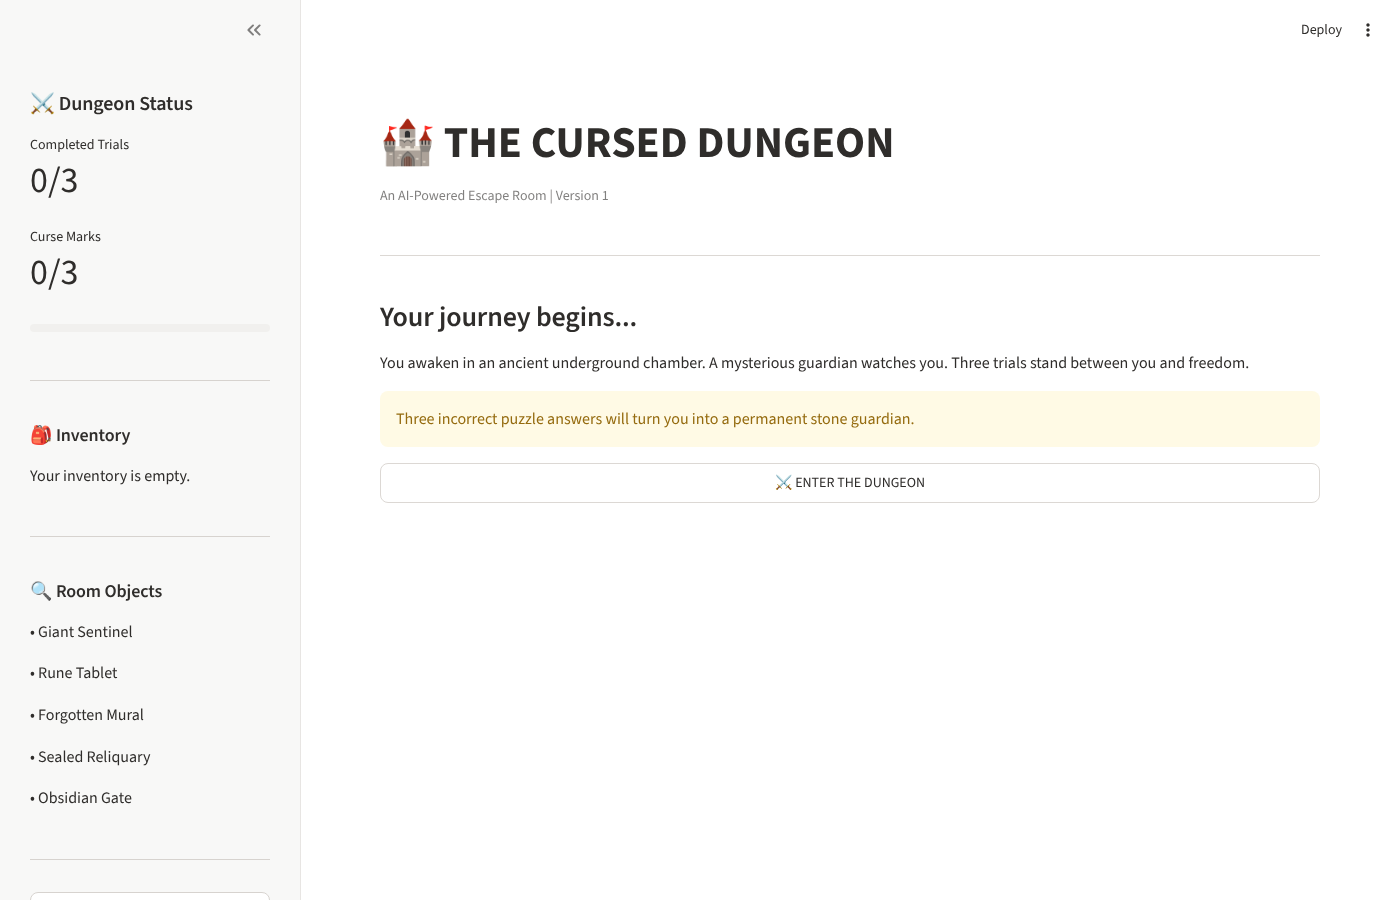 Deploy
⚔️ Dungeon Status
Completed Trials
0/3
Curse Marks
0/3
🎒 Inventory
Your inventory is empty.
🔍 Room Objects
• Giant Sentinel
• Rune Tablet
• Forgotten Mural
• Sealed Reliquary
• Obsidian Gate
🏰 THE CURSED DUNGEON
An AI-Powered Escape Room | Version 1
Your journey begins...
You awaken in an ancient underground chamber. A mysterious guardian watches you. Three trials stand between you and freedom.
Three incorrect puzzle answers will turn you into a permanent stone guardian.
⚔️ ENTER THE DUNGEON